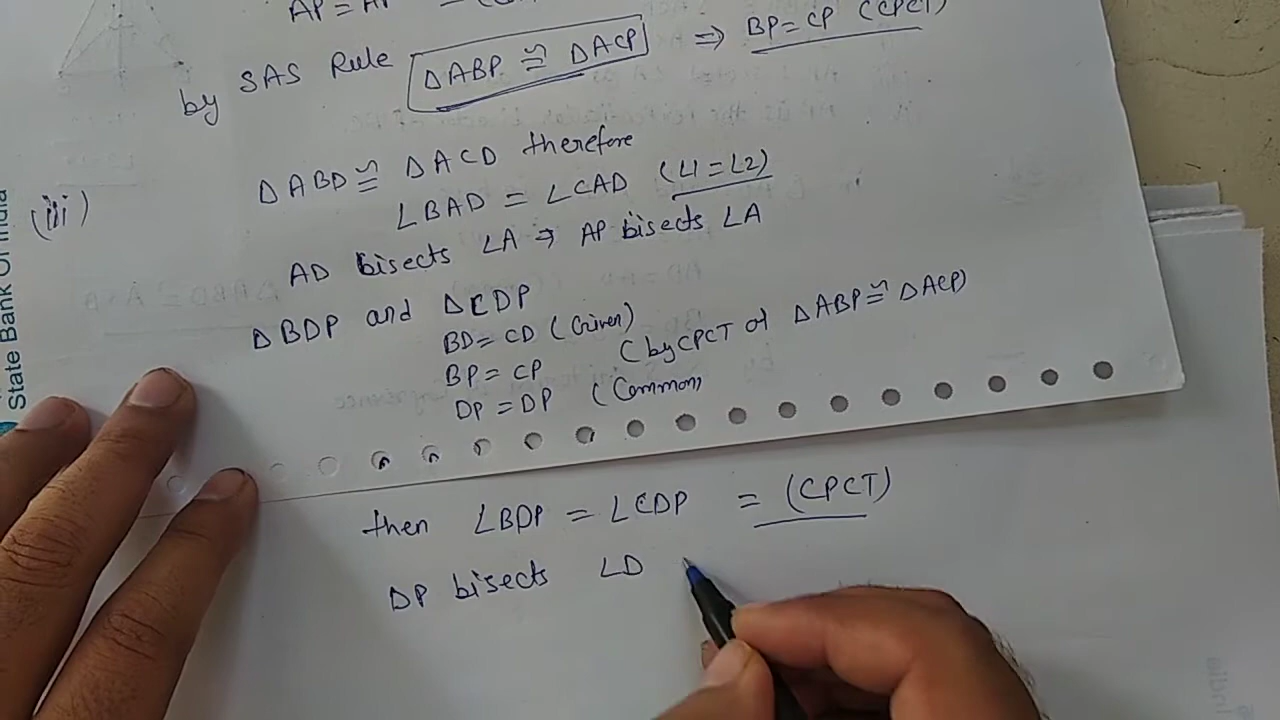 AP = AP
by SAS Rule ΔABP ≅ ΔACP ⇒ BP = CP (CPCT)
(iii) ΔABD ≅ ΔACD therefore
∠BAD = ∠CAD (∠1 = ∠2)
AD bisects ∠A ⇒ AP bisects ∠A
ΔBDP and ΔCDP
BD = CD (Given)
BP = CP (by CPCT of ΔABP ≅ ΔACP)
DP = DP (Common)
then ∠BDP = ∠CDP = (CPCT)
DP bisects ∠D
State Bank Of India